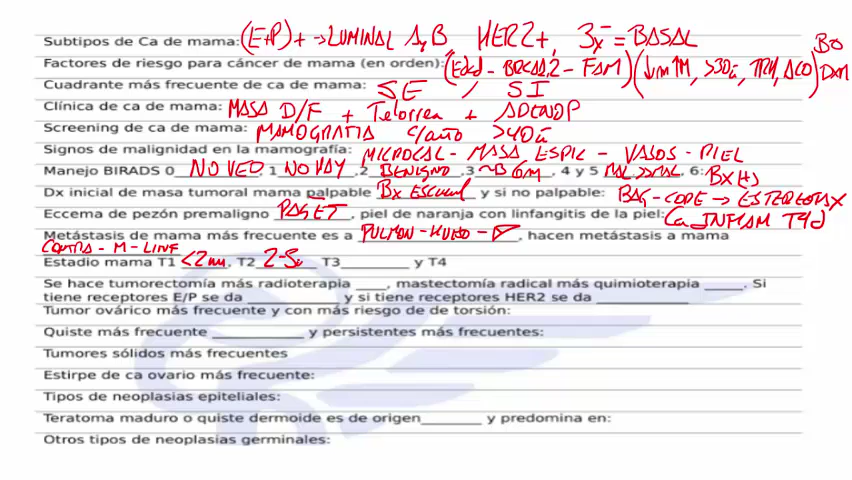 Subtipos de Ca de mama: (E+P)+ → LUMINAL A, B HER2+, 3x⁻ = BASAL
Factores de riesgo para cáncer de mama (en orden): (Edad - BRCA1,2 - FAM) (↓m ↑M, >30a, TRH, ACO)
Cuadrante más frecuente de ca de mama: SE , SI
Clínica de ca de mama: MASA D/F + Telorrea + ADENOP
Screening de ca de mama: MAMOGRAFIA c/año >40a
Signos de malignidad en la mamografía: MICROCAL - MASA ESPIC - VASOS - PIEL
Manejo BIRADS 0 NO VEO, 1 NO HAY, 2 BENIGNO, 3 ~B 6m, 4 y 5 MAL >>MAL, 6: Bx(+)
Dx inicial de masa tumoral mama palpable Bx ESCISIONAL y si no palpable: BAG - CORE → ESTEREOTAX
Eccema de pezón premaligno PAGET, piel de naranja con linfangitis de la piel: Ca INFLAM T4d
Metástasis de mama más frecuente es a PULMON - HUESO -, hacen metástasis a mama
CONTRA - M - LINF
Estadio mama T1 <2cm, T2 2-5 T3 y T4
Se hace tumorectomía más radioterapia ____, mastectomía radical más quimioterapia _____. Si
tiene receptores E/P se da __________ y si tiene receptores HER2 se da __________
Tumor ovárico más frecuente y con más riesgo de de torsión:
Quiste más frecuente __________ y persistentes más frecuentes:
Tumores sólidos más frecuentes
Estirpe de ca ovario más frecuente:
Tipos de neoplasias epiteliales:
Teratoma maduro o quiste dermoide es de origen_______ y predomina en:
Otros tipos de neoplasias germinales: